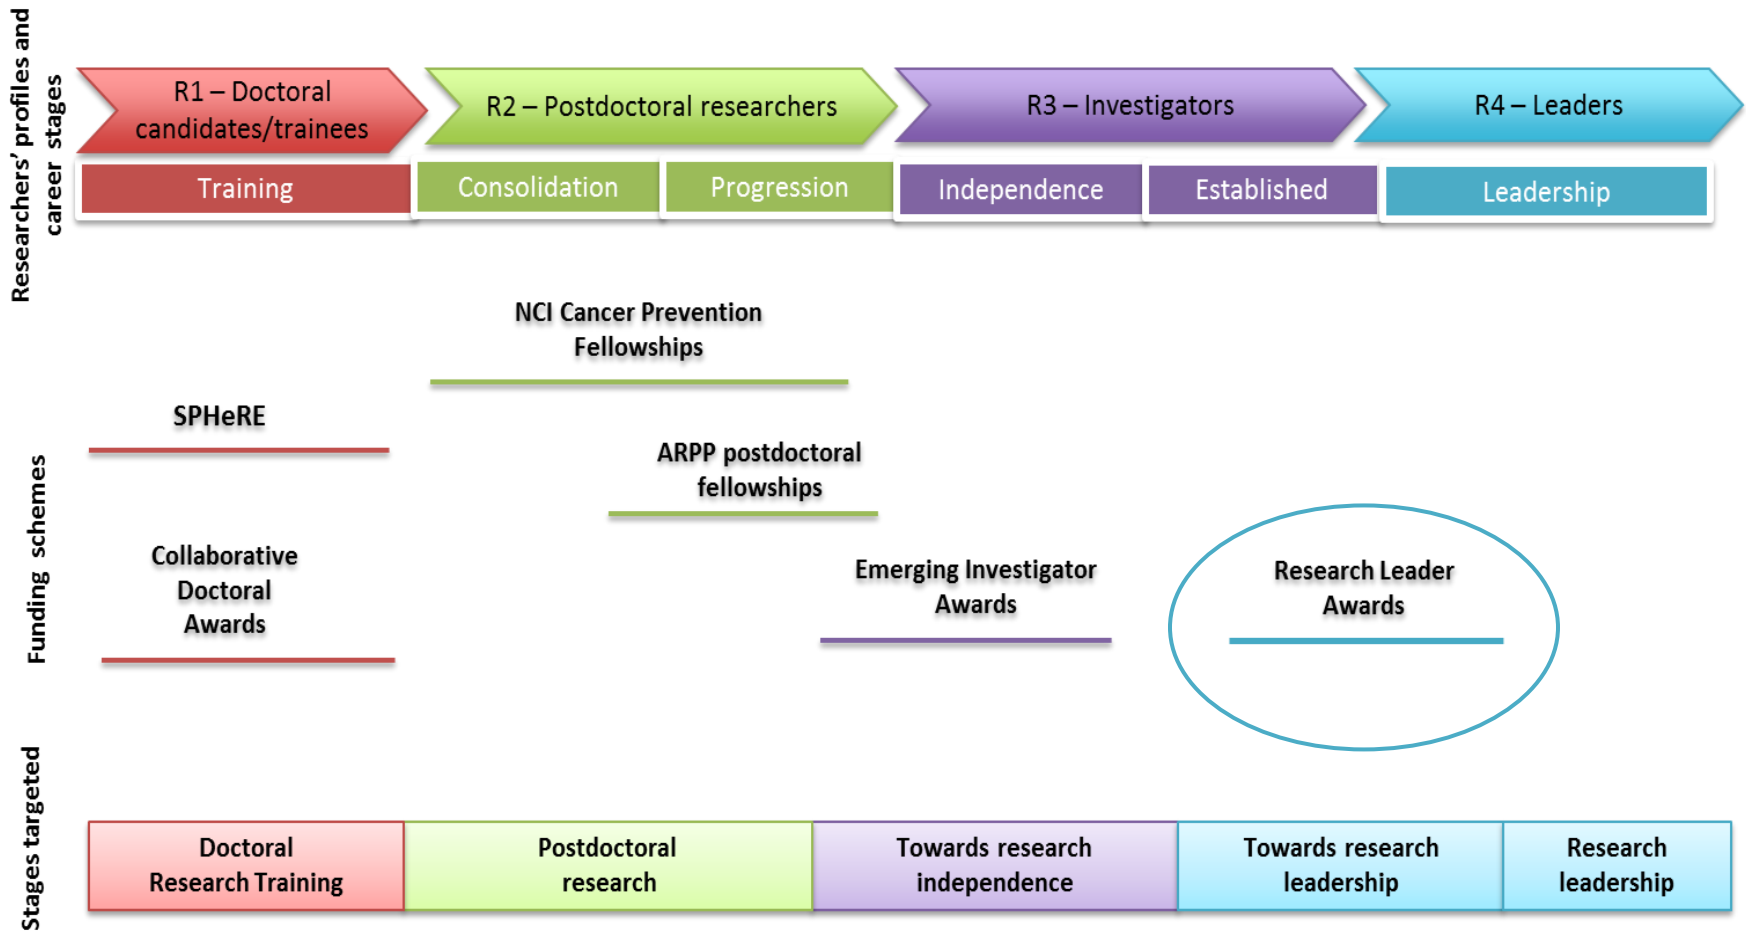 Researchers' profiles and
career stages
R1 – Doctoral
candidates/trainees
R2 – Postdoctoral researchers
R3 – Investigators
R4 – Leaders
Training
Consolidation
Progression
Independence
Established
Leadership
Funding schemes
NCI Cancer Prevention
Fellowships
SPHeRE
ARPP postdoctoral
fellowships
Collaborative
Doctoral
Awards
Emerging Investigator
Awards
Research Leader
Awards
Stages targeted
Doctoral
Research Training
Postdoctoral
research
Towards research
independence
Towards research
leadership
Research
leadership